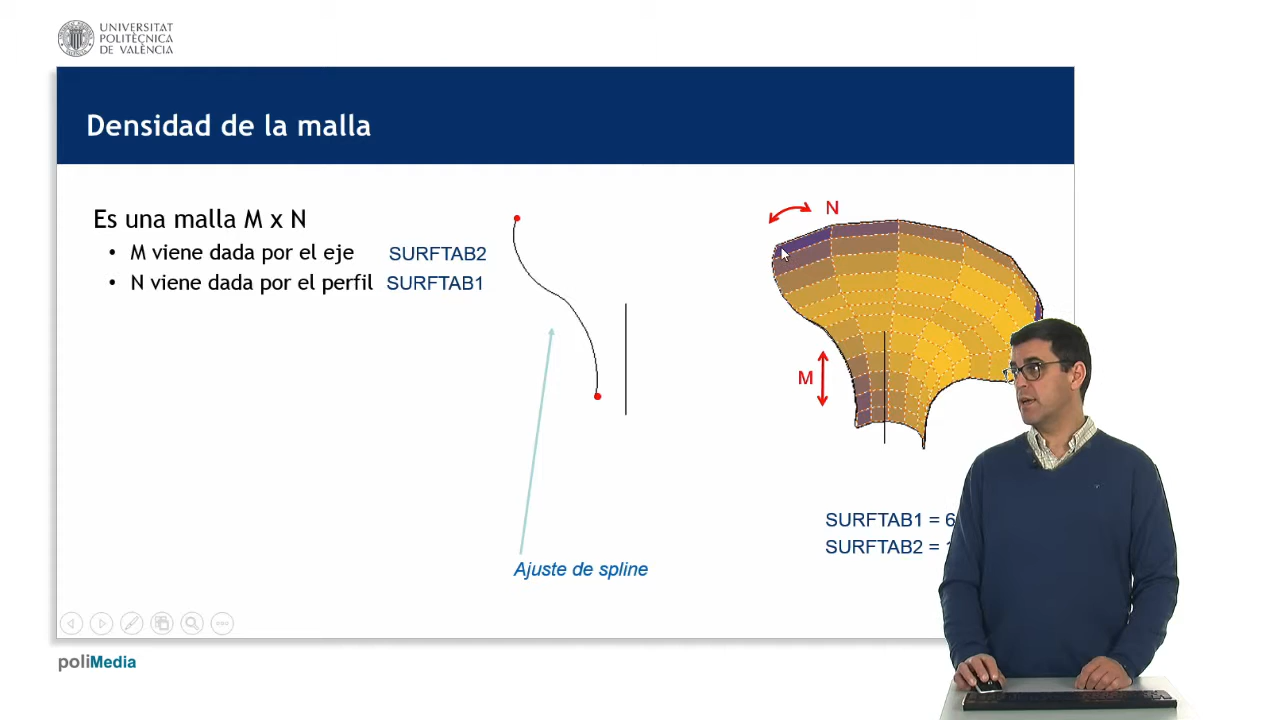 UNIVERSITAT
POLITÈCNICA
DE VALÈNCIA
Densidad de la malla
Es una malla M x N
• M viene dada por el eje SURFTAB2
• N viene dada por el perfil SURFTAB1
N
M
SURFTAB1 = 6
SURFTAB2 =
Ajuste de spline
poliMedia